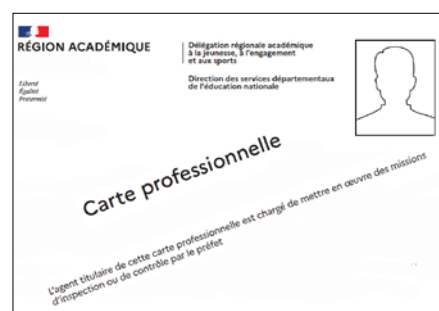 RÉGION ACADÉMIQUE
Liberté
Égalité
Fraternité
Délégation régionale académique
à la jeunesse, à l'engagement
et aux sports
Direction des services départementaux
de l'éducation nationale
Carte professionnelle
L'agent titulaire de cette carte professionnelle est chargé de mettre en œuvre des missions
d'inspection ou de contrôle par le préfet